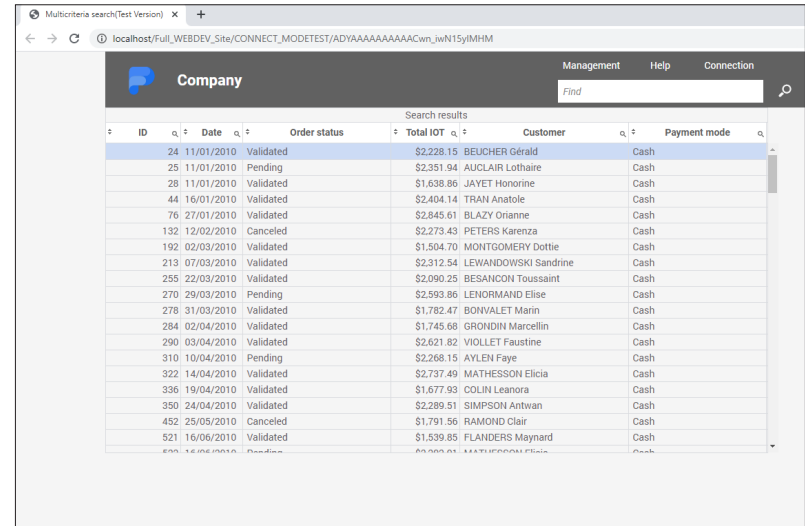 Multicriteria search(Test Version)
localhost/Full_WEBDEV_Site/CONNECT_MODETEST/ADYAAAAAAAAACwn_iwN15yIMHM
Management Help Connection
Company
Find
Search results
ID Date Order status Total IOT Customer Payment mode
24 11/01/2010 Validated $2,228.15 BEUCHER Gérald Cash
25 11/01/2010 Pending $2,351.94 AUCLAIR Lothaire Cash
28 11/01/2010 Validated $1,638.86 JAYET Honorine Cash
44 16/01/2010 Validated $2,404.14 TRAN Anatole Cash
76 27/01/2010 Validated $2,845.61 BLAZY Orianne Cash
132 12/02/2010 Canceled $2,273.43 PETERS Karenza Cash
192 02/03/2010 Validated $1,504.70 MONTGOMERY Dottie Cash
213 07/03/2010 Validated $2,312.54 LEWANDOWSKI Sandrine Cash
255 22/03/2010 Validated $2,090.25 BESANCON Toussaint Cash
270 29/03/2010 Pending $2,593.86 LENORMAND Elise Cash
278 31/03/2010 Validated $1,782.47 BONVALET Marin Cash
284 02/04/2010 Validated $1,745.68 GRONDIN Marcellin Cash
290 03/04/2010 Validated $2,621.82 VIOLLET Faustine Cash
310 10/04/2010 Pending $2,268.15 AYLEN Faye Cash
322 14/04/2010 Validated $2,737.49 MATHESSON Elicia Cash
336 19/04/2010 Validated $1,677.93 COLIN Leanora Cash
350 24/04/2010 Validated $2,289.51 SIMPSON Antwan Cash
452 25/05/2010 Canceled $1,791.56 RAMOND Clair Cash
521 16/06/2010 Validated $1,539.85 FLANDERS Maynard Cash
16/06/2010 Pending MATHESSON Elicia Cash